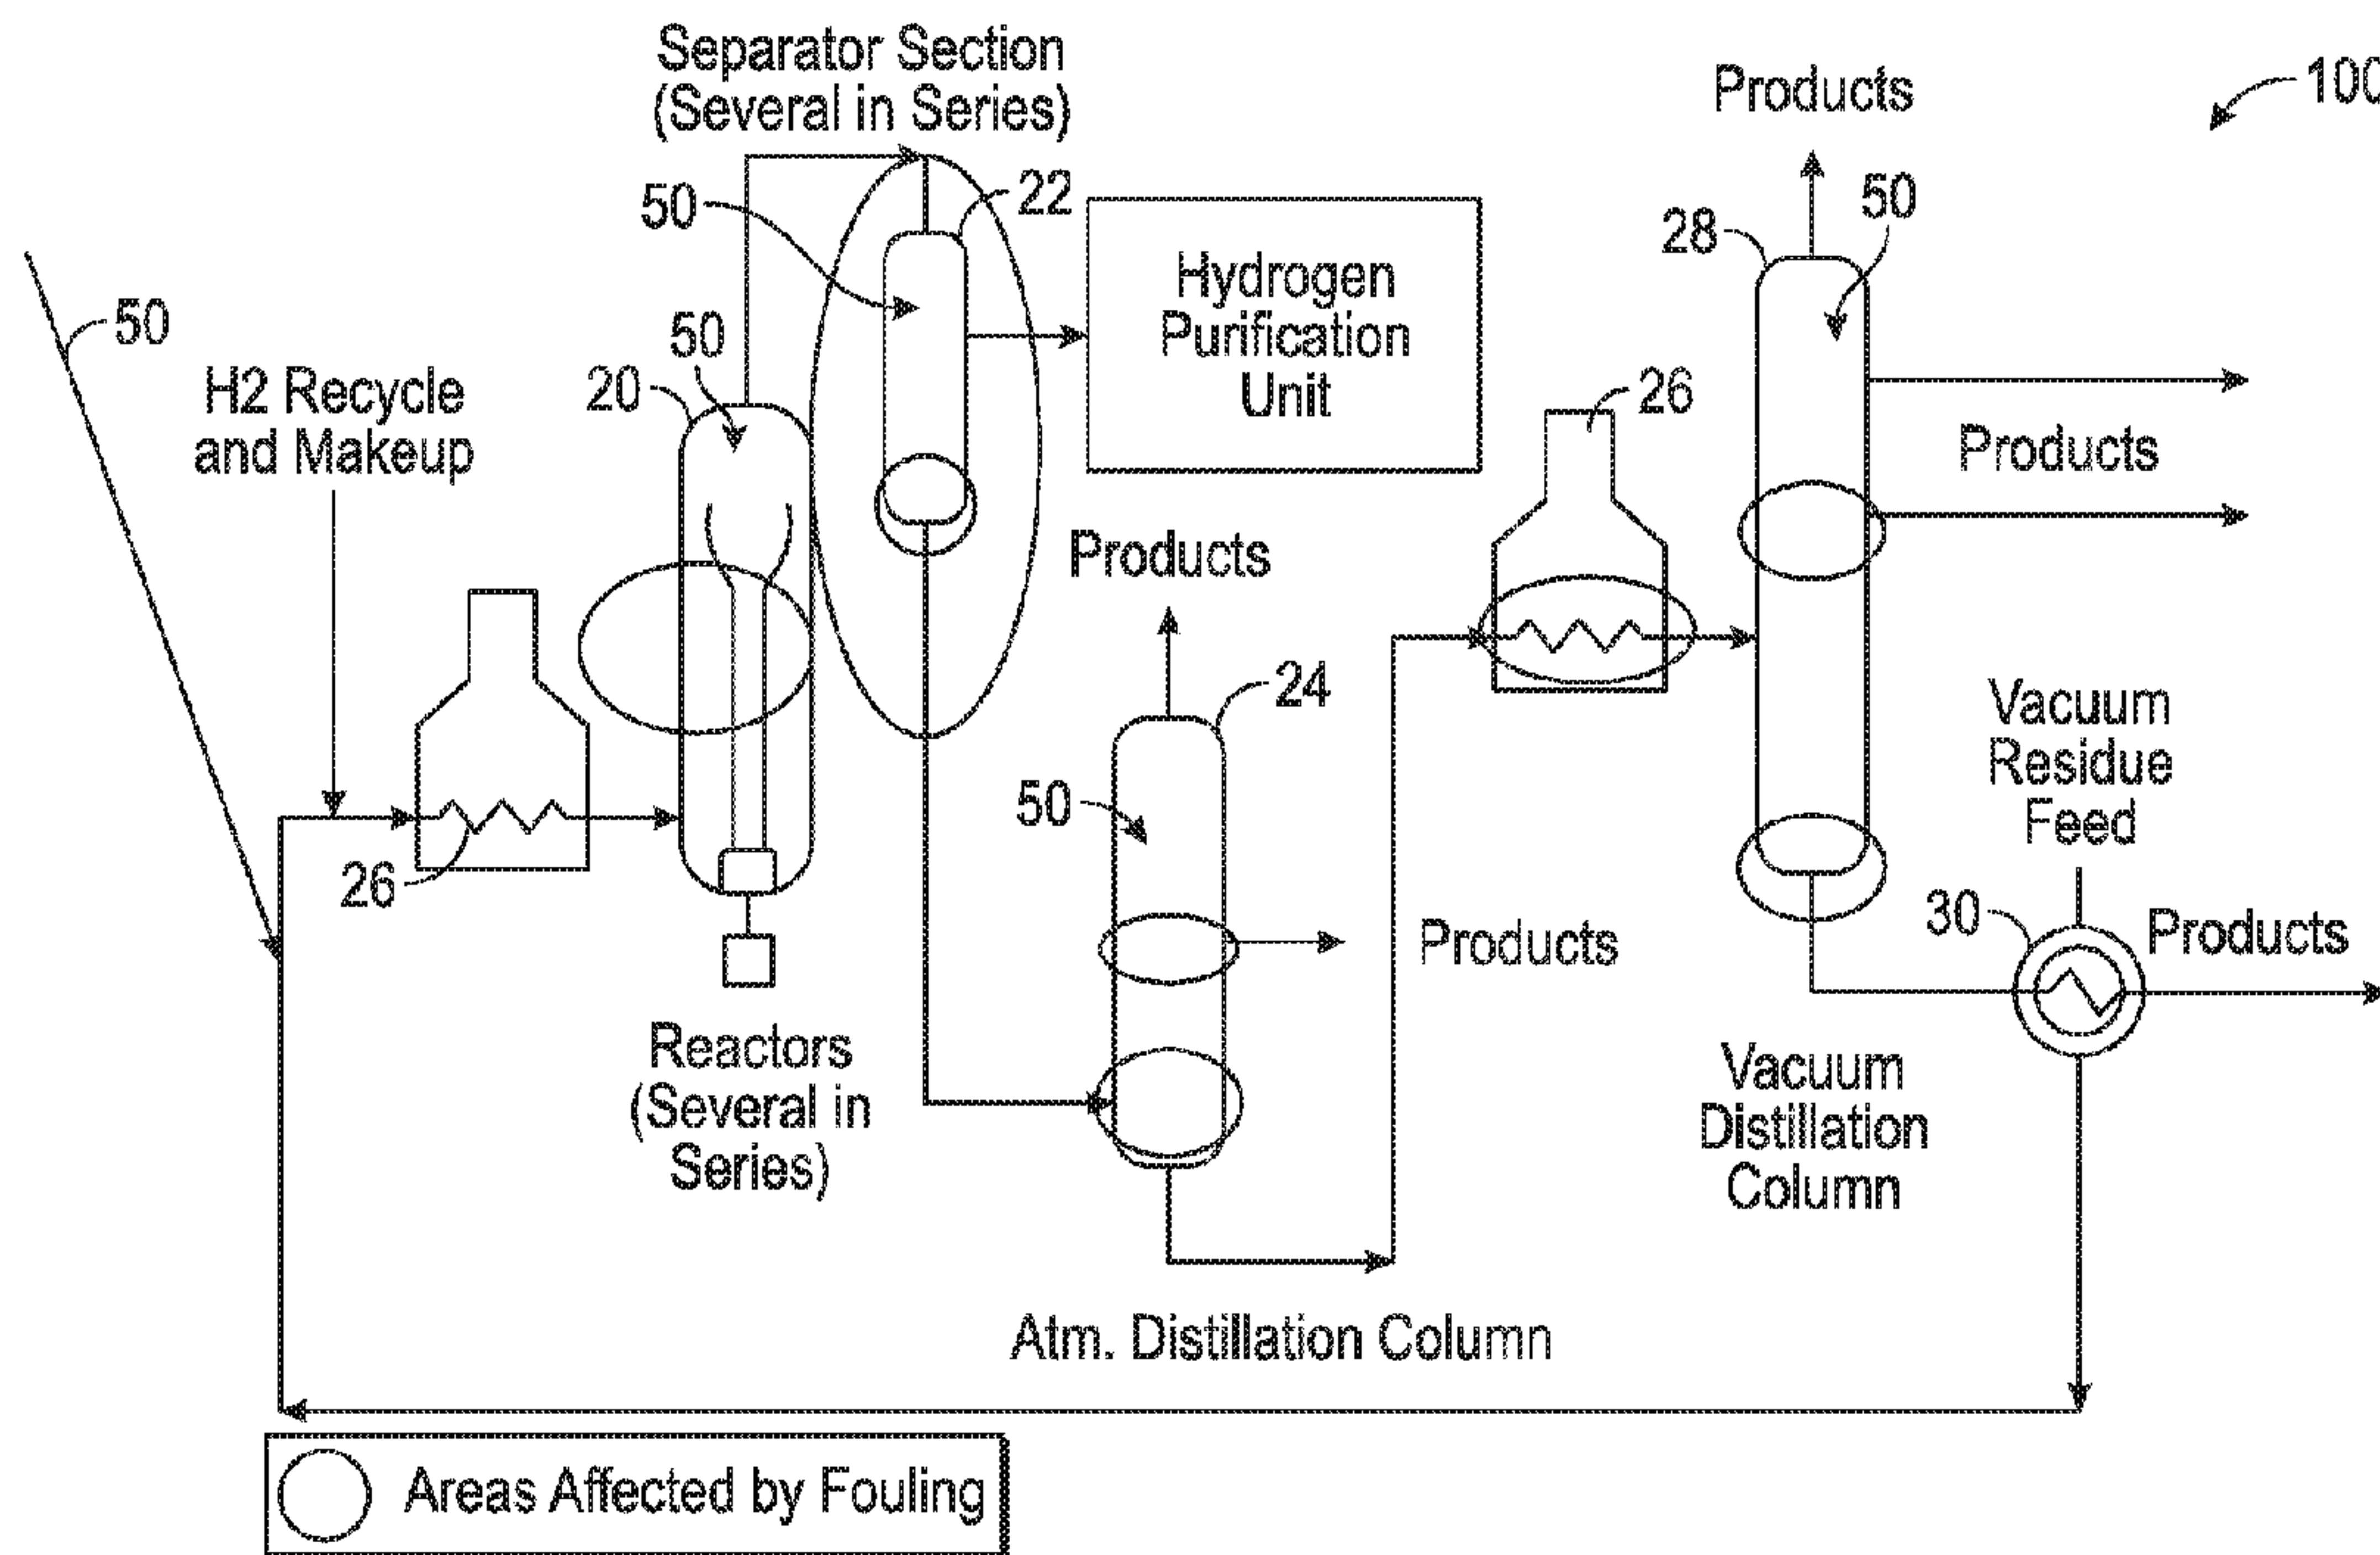 Separator Section
(Several in Series)
Products
100
50
22
28
50
Hydrogen
Purification
Unit
50
50
20
H2 Recycle
and Makeup
26
Products
Products
24
Vacuum
Residue
Feed
50
26
30
Products
Products
Reactors
(Several in
Series)
Vacuum
Distillation
Column
Atm. Distillation Column
Areas Affected by Fouling